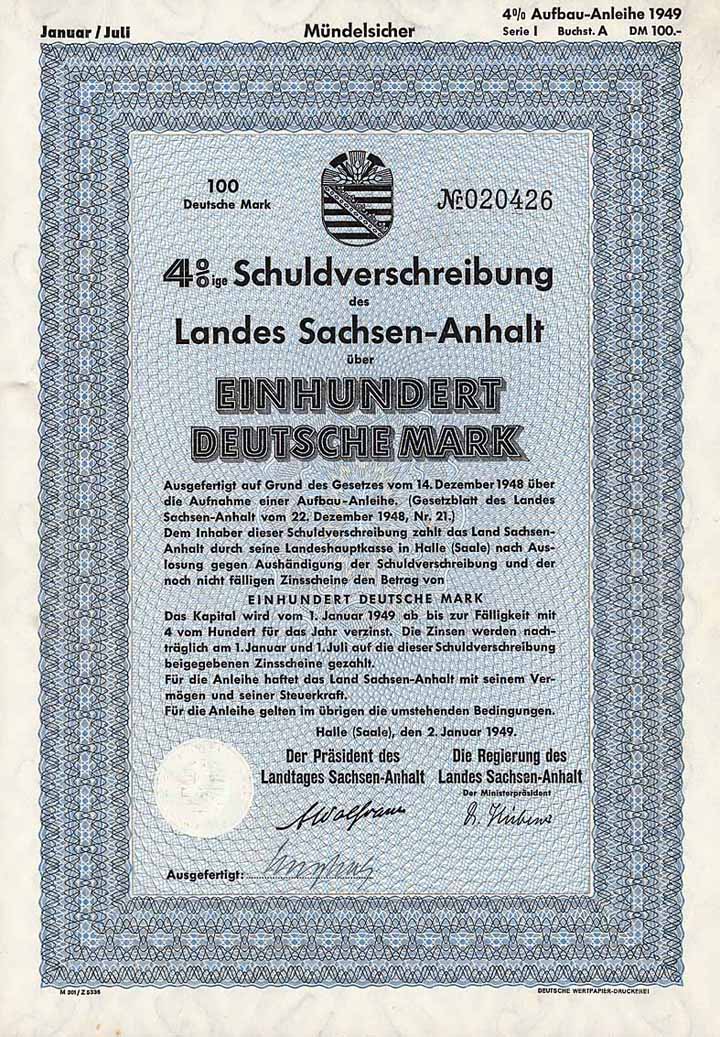 Januar / Juli
Mündelsicher
4% Aufbau-Anleihe 1949
Serie I Buchst. A DM 100.-
100
Deutsche Mark
Nr. 020426
4%ige Schuldverschreibung
des
Landes Sachsen-Anhalt
über
EINHUNDERT
DEUTSCHE MARK
Ausgefertigt auf Grund des Gesetzes vom 14. Dezember 1948 über
die Aufnahme einer Aufbau-Anleihe. (Gesetzblatt des Landes
Sachsen-Anhalt vom 22. Dezember 1948, Nr. 21.)
Dem Inhaber dieser Schuldverschreibung zahlt das Land Sachsen-
Anhalt durch seine Landeshauptkasse in Halle (Saale) nach Aus-
losung gegen Aushändigung der Schuldverschreibung und der
noch nicht fälligen Zinsscheine den Betrag von
EINHUNDERT DEUTSCHE MARK
Das Kapital wird vom 1. Januar 1949 ab bis zur Fälligkeit mit
4 vom Hundert für das Jahr verzinst. Die Zinsen werden nach-
träglich am 1. Januar und 1. Juli auf die dieser Schuldverschreibung
beigegebenen Zinsscheine gezahlt.
Für die Anleihe haftet das Land Sachsen-Anhalt mit seinem Ver-
mögen und seiner Steuerkraft.
Für die Anleihe gelten im übrigen die umstehenden Bedingungen.
Halle (Saale), den 2. Januar 1949.
Der Präsident des
Landtages Sachsen-Anhalt
Die Regierung des
Landes Sachsen-Anhalt
Der Ministerpräsident
AWolfram
Ausgefertigt:
M 301/Z 5336
DEUTSCHE WERTPAPIER-DRUCKEREI